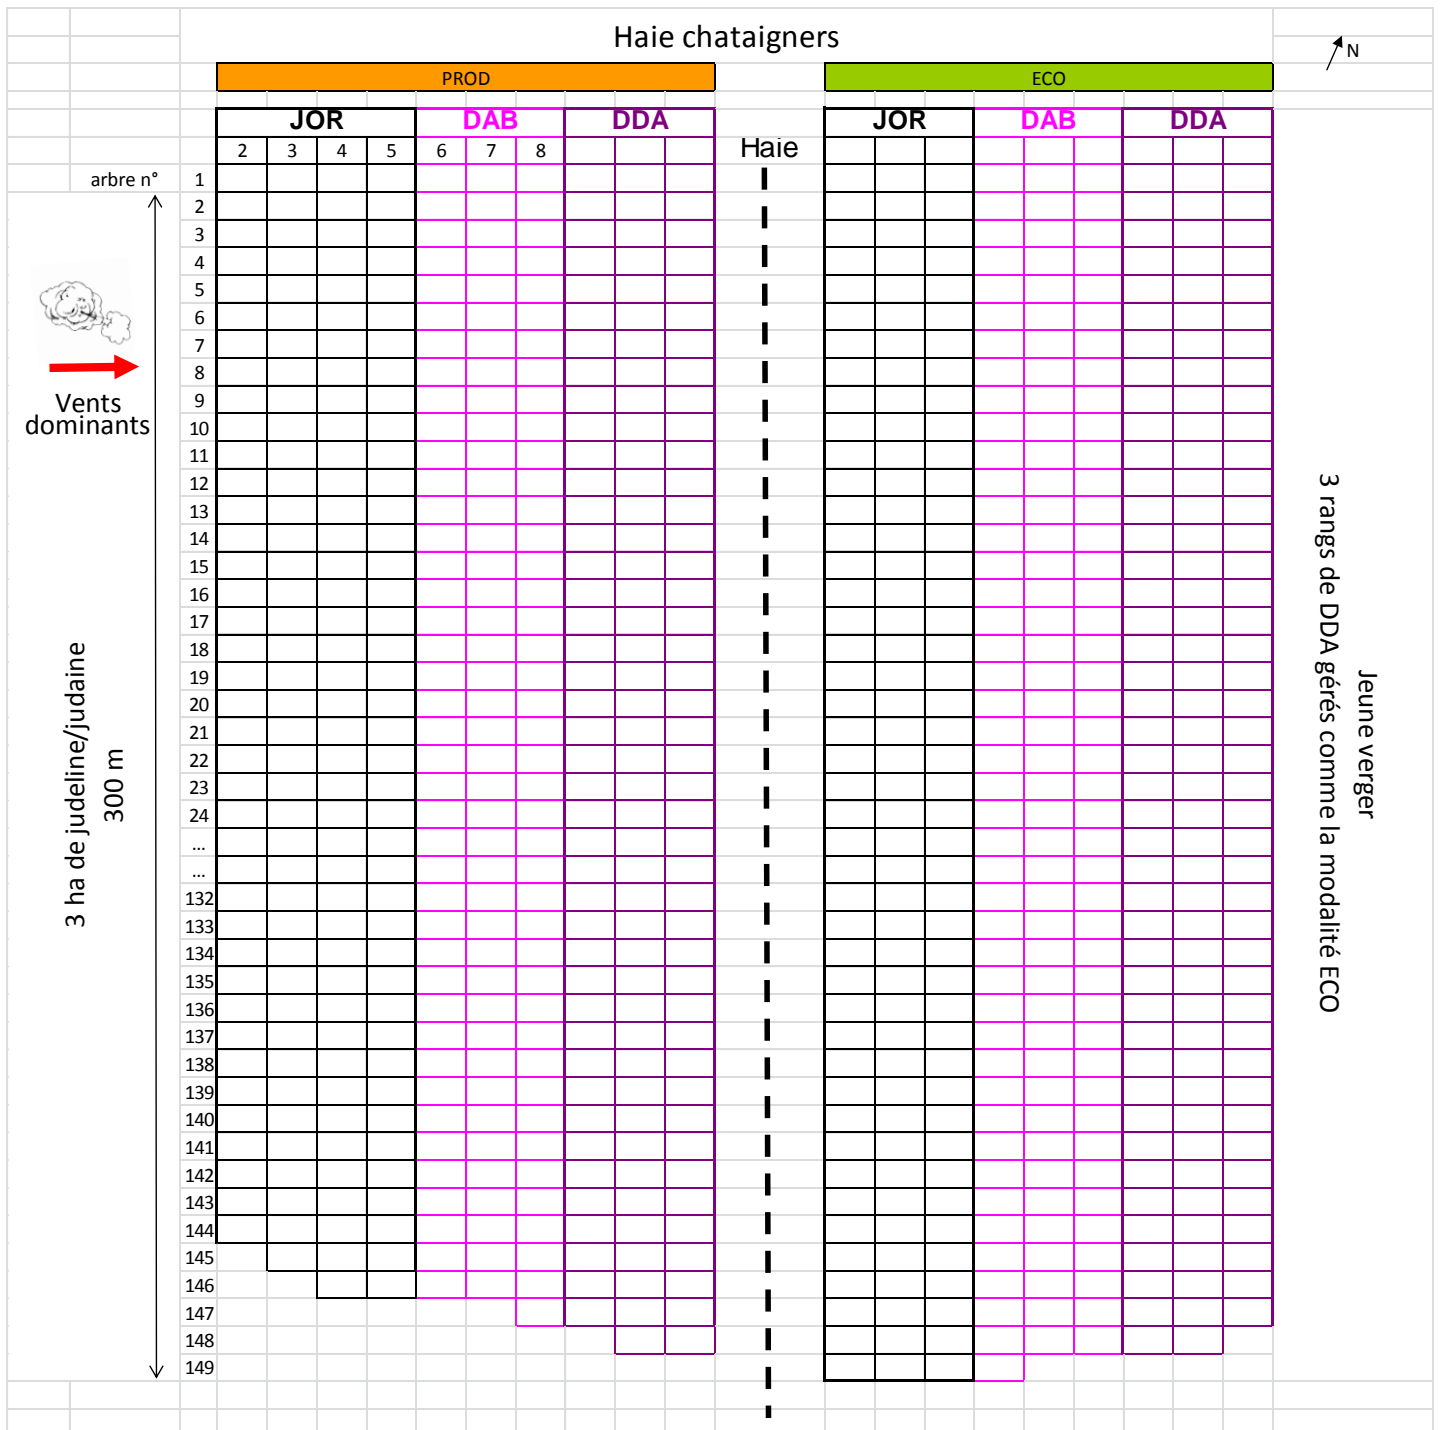 Haie chataigners
N
PROD
ECO
JOR DAB DDA
JOR DAB DDA
2 3 4 5 6 7 8
Haie
arbre n°
1
2
3
4
5
6
7
8
9
10
11
12
13
14
15
16
17
18
19
20
21
22
23
24
...
...
132
133
134
135
136
137
138
139
140
141
142
143
144
145
146
147
148
149
Vents
dominants
3 ha de judeline/judaine
300 m
Jeune verger
3 rangs de DDA gérés comme la modalité ECO